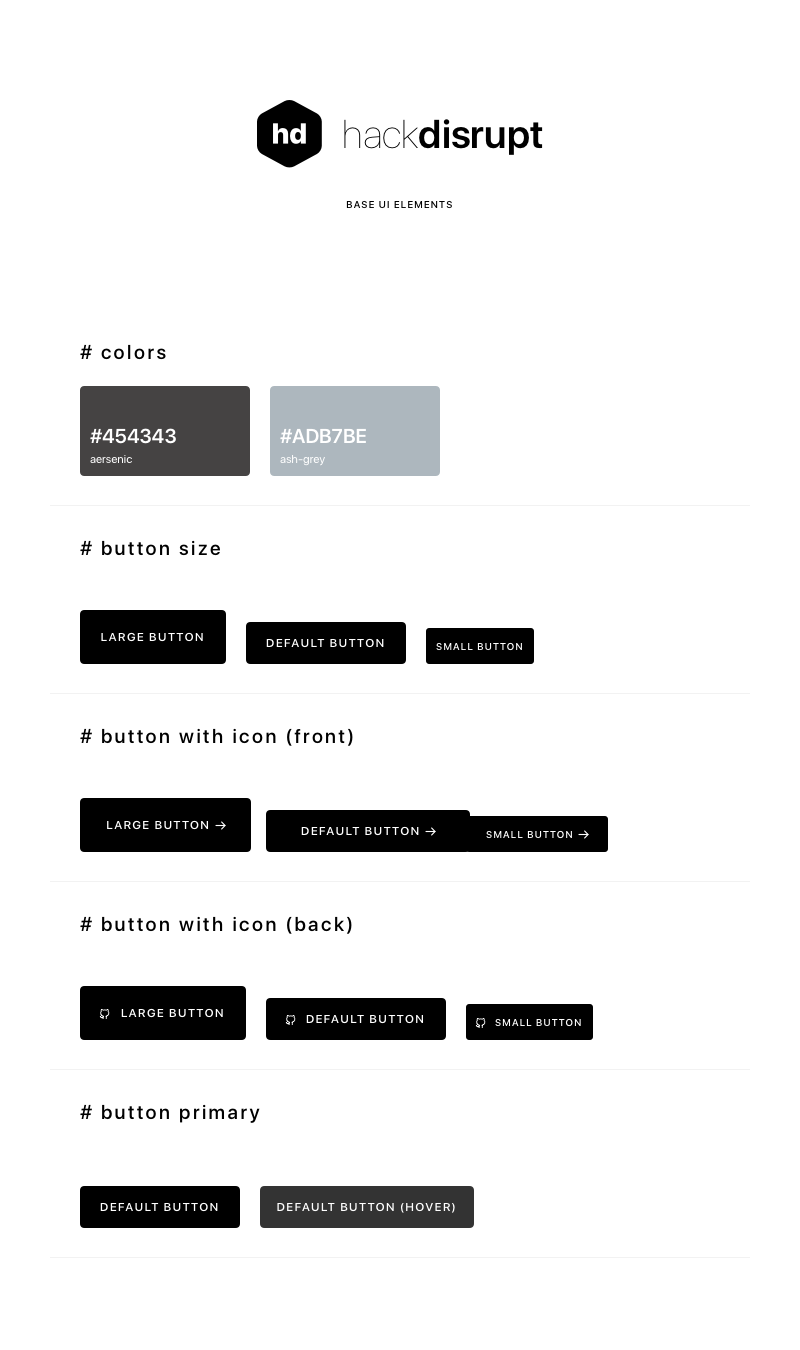 hd hackdisrupt
BASE UI ELEMENTS
# colors
#454343
aersenic
#ADB7BE
ash-grey
# button size
LARGE BUTTON
DEFAULT BUTTON
SMALL BUTTON
# button with icon (front)
LARGE BUTTON →
DEFAULT BUTTON →
SMALL BUTTON →
# button with icon (back)
LARGE BUTTON
DEFAULT BUTTON
SMALL BUTTON
# button primary
DEFAULT BUTTON
DEFAULT BUTTON (HOVER)